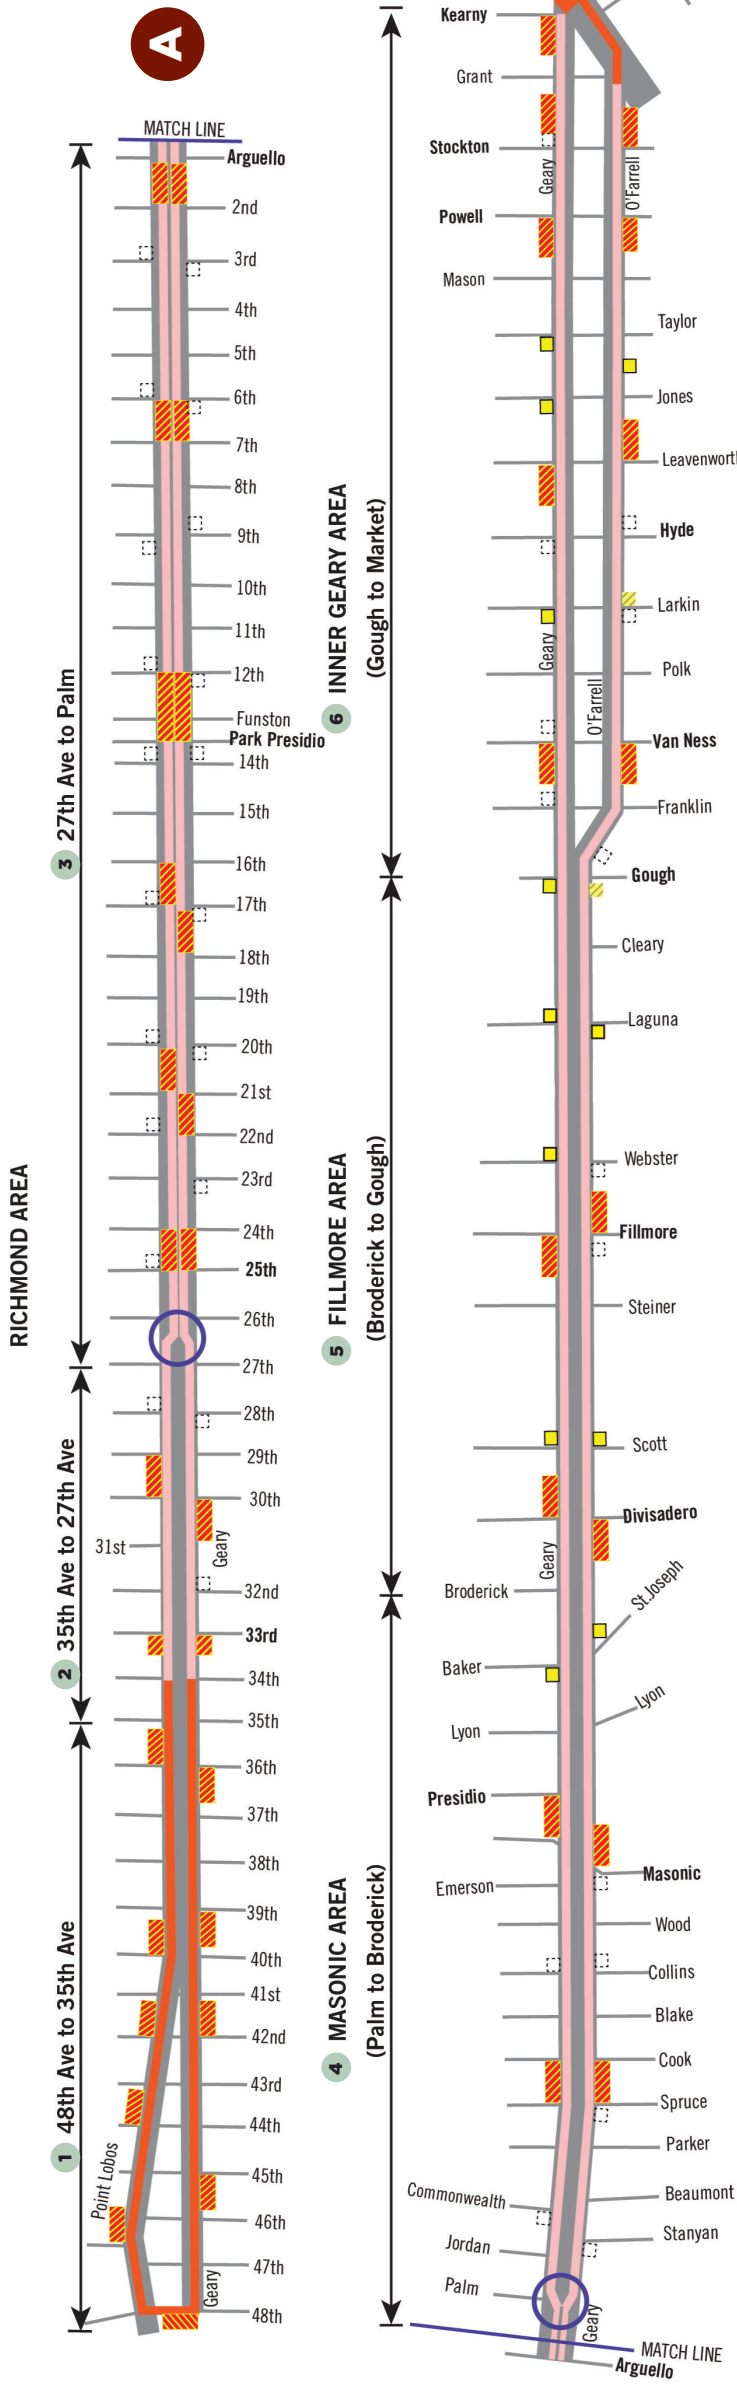 A
RICHMOND AREA
3 27th Ave to Palm
2 35th Ave to 27th Ave
1 48th Ave to 35th Ave
MATCH LINE
Arguello
2nd
3rd
4th
5th
6th
7th
8th
9th
10th
11th
12th
Funston
Park Presidio
14th
15th
16th
17th
18th
19th
20th
21st
22nd
23rd
24th
25th
26th
27th
28th
29th
30th
Geary
31st
32nd
33rd
34th
35th
36th
37th
38th
39th
40th
41st
42nd
43rd
44th
Point Lobos
45th
46th
47th
Geary
48th
6 INNER GEARY AREA
(Gough to Market)
5 FILLMORE AREA
(Broderick to Gough)
4 MASONIC AREA
(Palm to Broderick)
Kearny
Grant
Stockton
Geary
O'Farrell
Powell
Mason
Taylor
Jones
Leavenworth
Hyde
Larkin
Geary
Polk
O'Farrell
Van Ness
Franklin
Gough
Cleary
Laguna
Webster
Fillmore
Steiner
Scott
Divisadero
Geary
Broderick
St.Joseph
Baker
Lyon
Lyon
Presidio
Masonic
Emerson
Wood
Collins
Blake
Cook
Spruce
Parker
Commonwealth
Beaumont
Stanyan
Jordan
Palm
Geary
MATCH LINE
Arguello